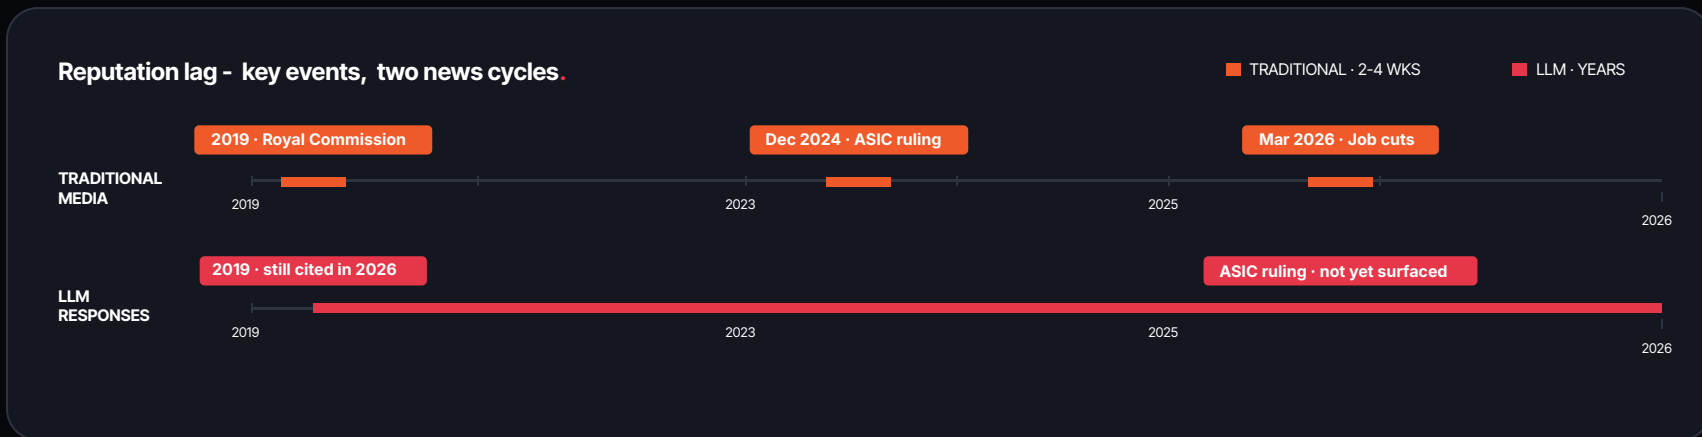 Reputation lag - key events, two news cycles.
TRADITIONAL · 2-4 WKS
LLM · YEARS
2019 · Royal Commission
Dec 2024 · ASIC ruling
Mar 2026 · Job cuts
TRADITIONAL
MEDIA
2019
2023
2025
2026
2019 · still cited in 2026
ASIC ruling · not yet surfaced
LLM
RESPONSES
2019
2023
2025
2026